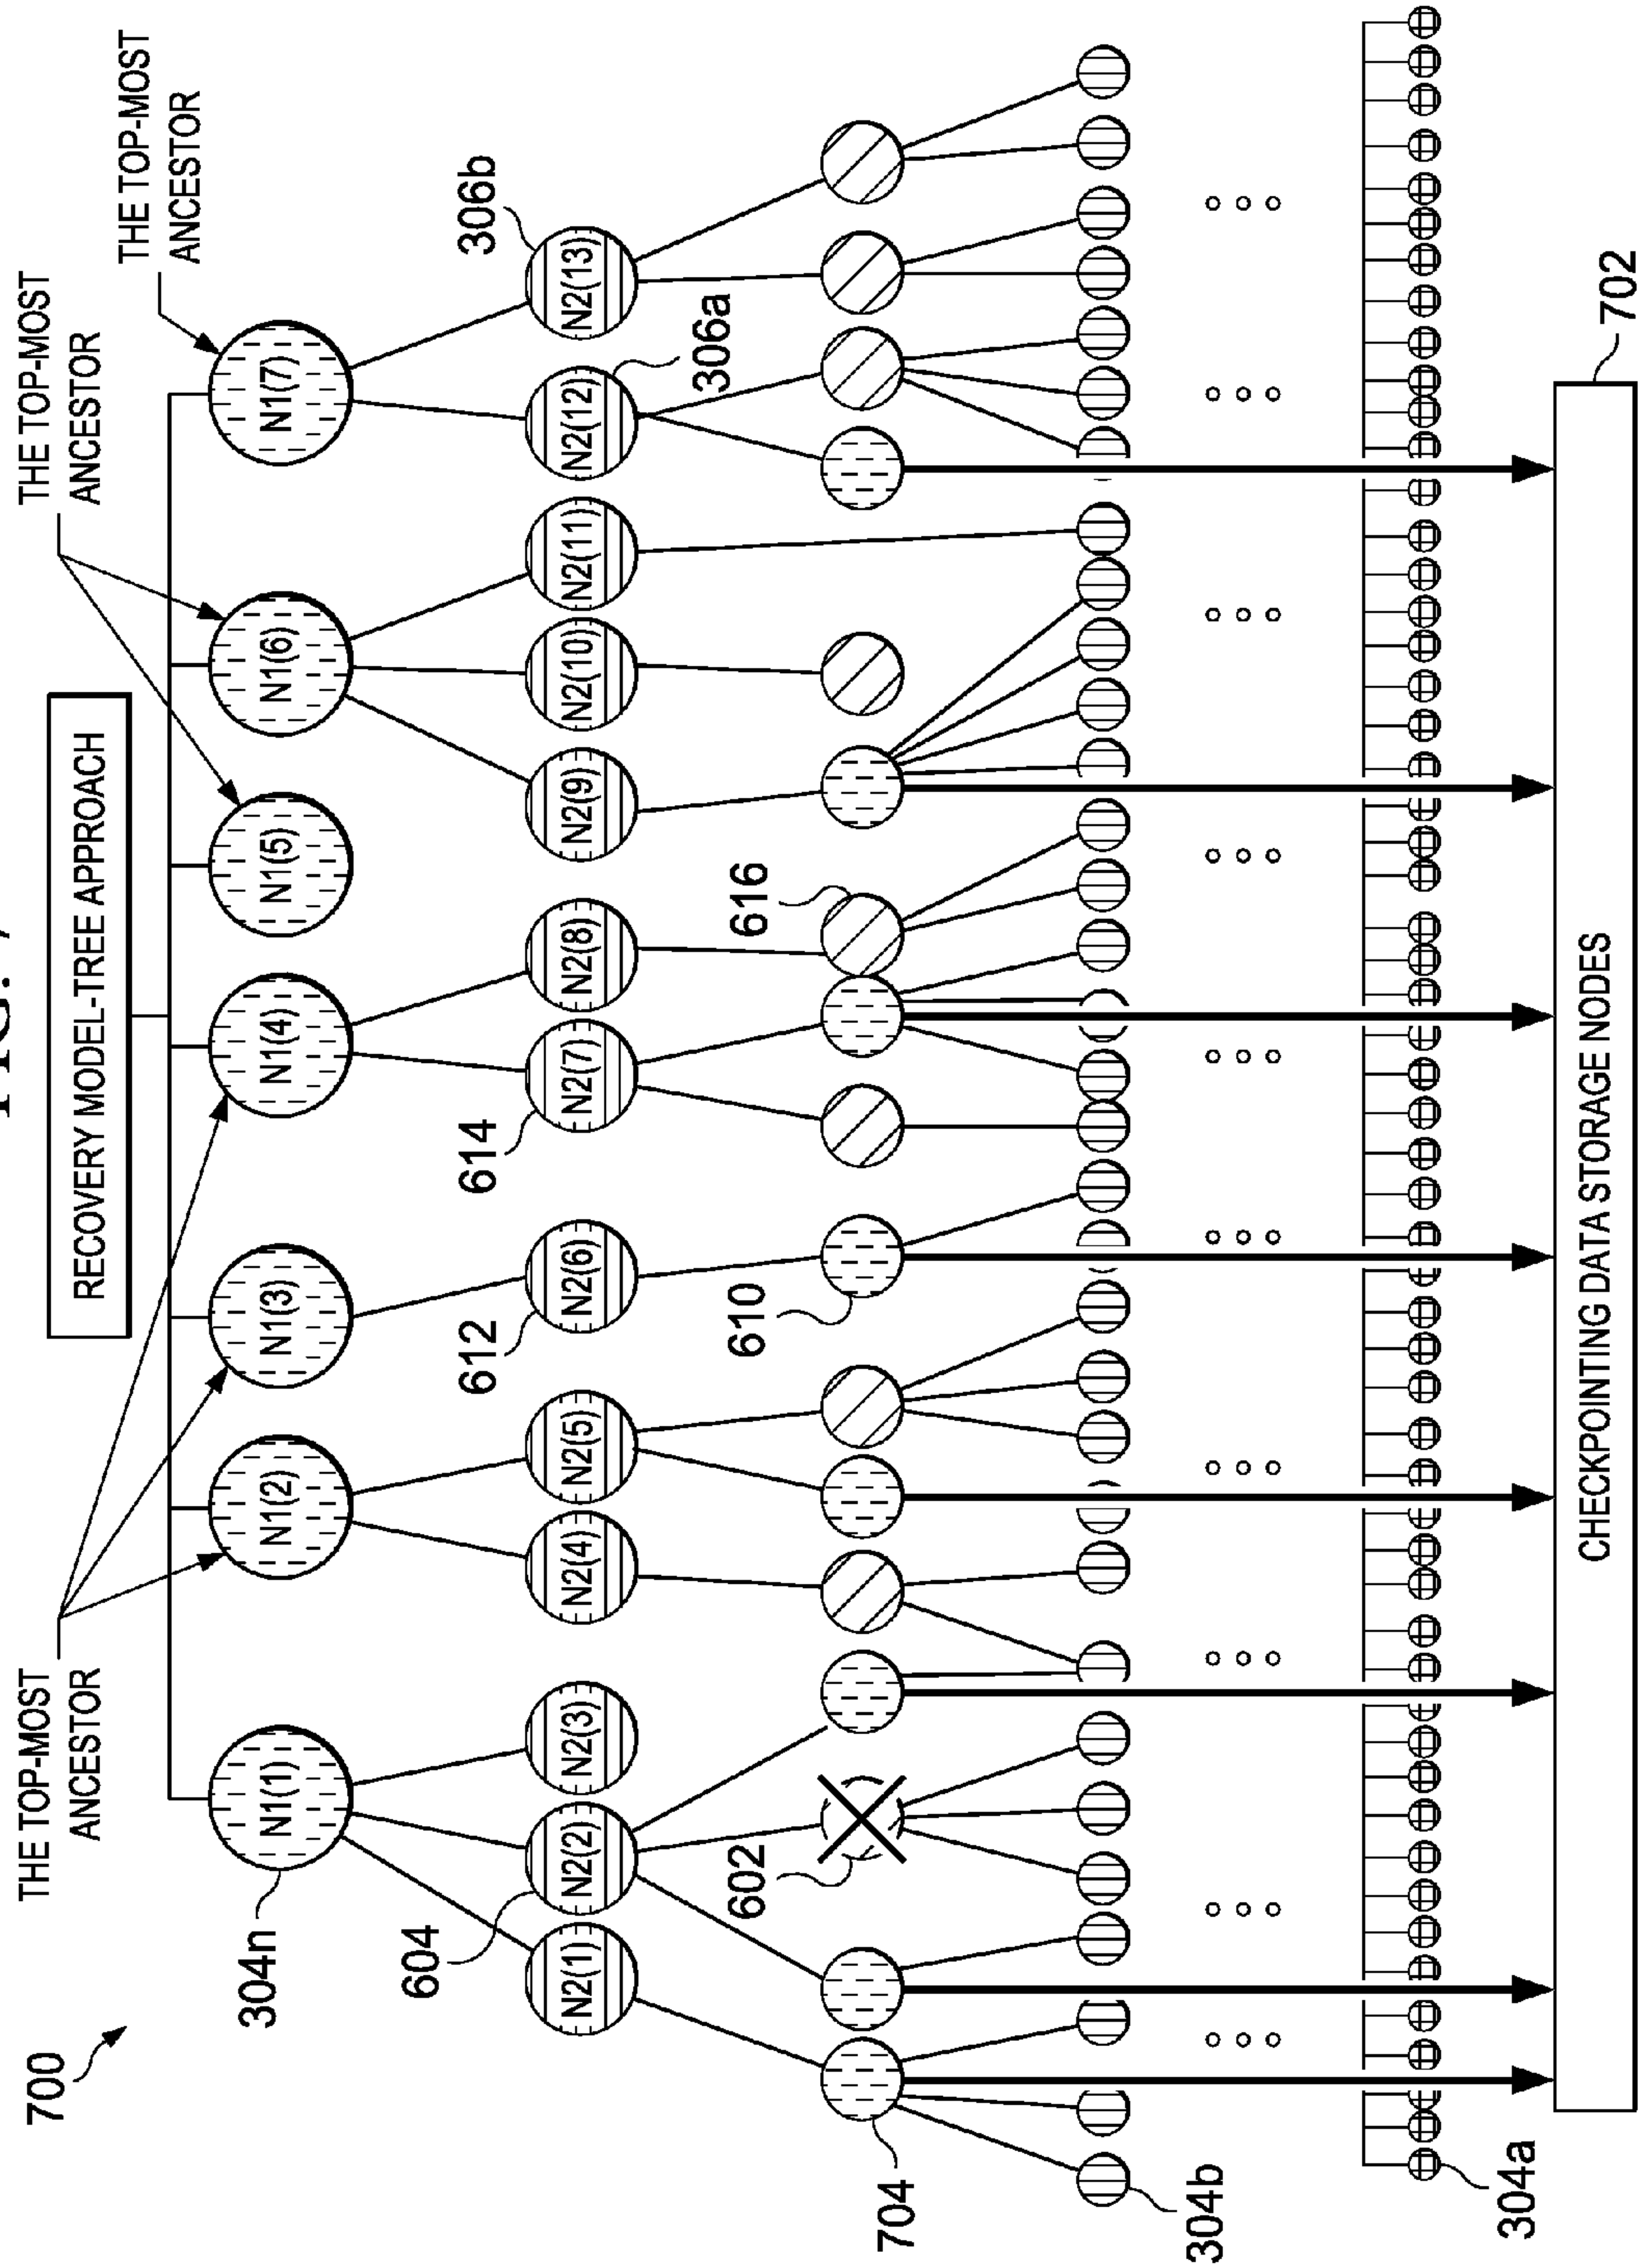 FIG. 7
700
THE TOP-MOST
ANCESTOR
RECOVERY MODEL-TREE APPROACH
THE TOP-MOST
ANCESTOR
THE TOP-MOST
ANCESTOR
304n
N1(1)
N1(2)
N1(3)
N1(4)
N1(5)
N1(6)
N1(7)
604
612
614
306b
N2(1)
N2(2)
N2(3)
N2(4)
N2(5)
N2(6)
N2(7)
N2(8)
N2(9)
N2(10)
N2(11)
N2(12)
N2(13)
306a
602
610
616
704
304b
304a
702
CHECKPOINTING DATA STORAGE NODES